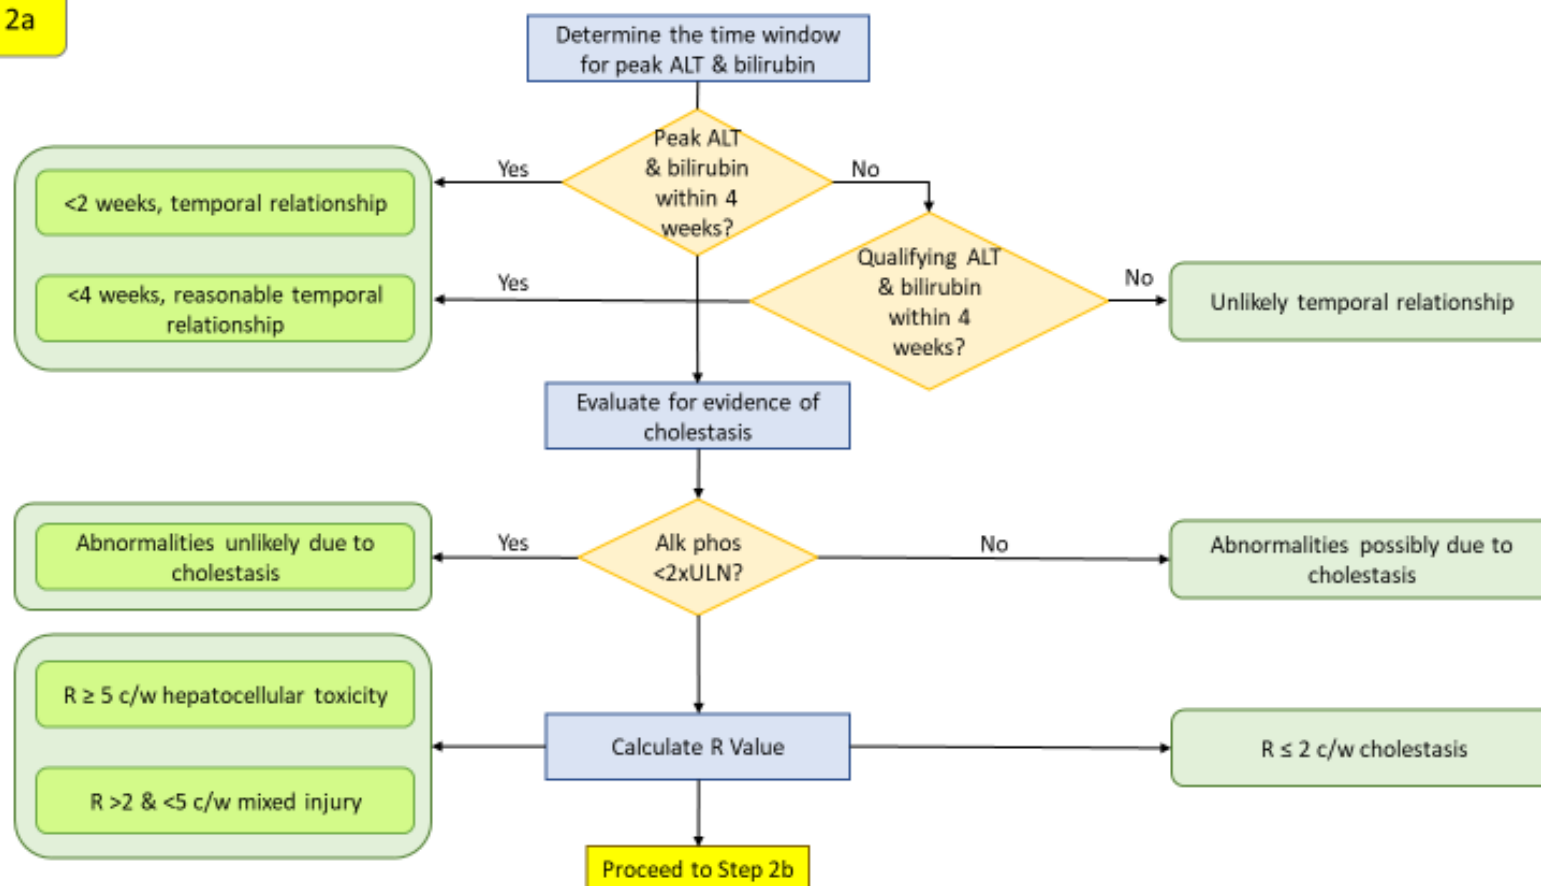 2a
Determine the time window
for peak ALT & bilirubin
Peak ALT
& bilirubin
within 4
weeks?
Yes
No
<2 weeks, temporal relationship
<4 weeks, reasonable temporal
relationship
Yes
Qualifying ALT
& bilirubin
within 4
weeks?
No
Unlikely temporal relationship
Evaluate for evidence of
cholestasis
Abnormalities unlikely due to
cholestasis
Yes
Alk phos
<2xULN?
No
Abnormalities possibly due to
cholestasis
R ≥ 5 c/w hepatocellular toxicity
R >2 & <5 c/w mixed injury
Calculate R Value
R ≤ 2 c/w cholestasis
Proceed to Step 2b